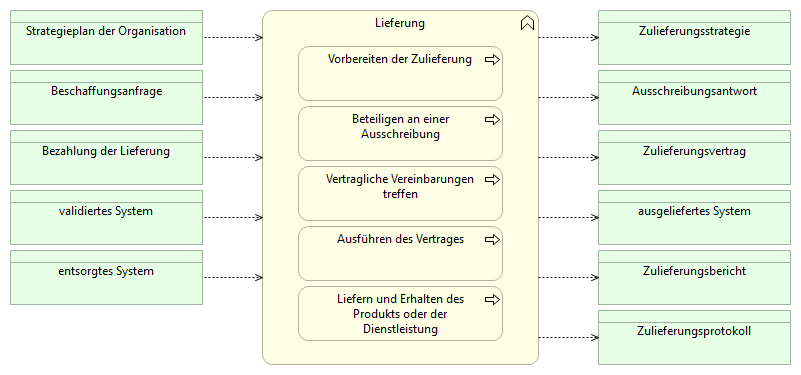 Strategieplan der Organisation
Beschaffungsanfrage
Bezahlung der Lieferung
validiertes System
entsorgtes System
Lieferung
Vorbereiten der Zulieferung
Beteiligen an einer
Ausschreibung
Vertragliche Vereinbarungen
treffen
Ausführen des Vertrages
Liefern und Erhalten des
Produkts oder der
Dienstleistung
Zulieferungsstrategie
Ausschreibungsantwort
Zulieferungsvertrag
ausgeliefertes System
Zulieferungsbericht
Zulieferungsprotokoll